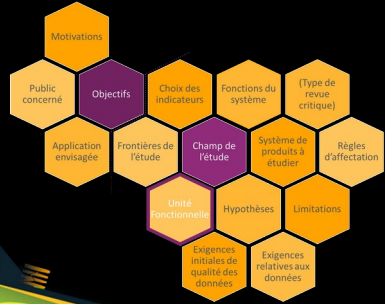 Motivations
Public
concerné
Objectifs
Choix des
indicateurs
Fonctions du
système
(Type de
revue
critique)
Application
envisagée
Frontières de
l'étude
Champ de
l'étude
Système de
produits à
étudier
Règles
d'affectation
Unité
Fonctionnelle
Hypothèses
Limitations
Exigences
initiales de
qualité des
données
Exigences
relatives aux
données